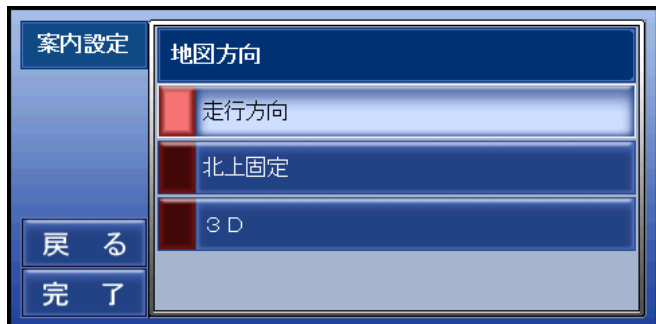 案内設定
地図方向
走行方向
北上固定
３Ｄ
戻　る
完　了